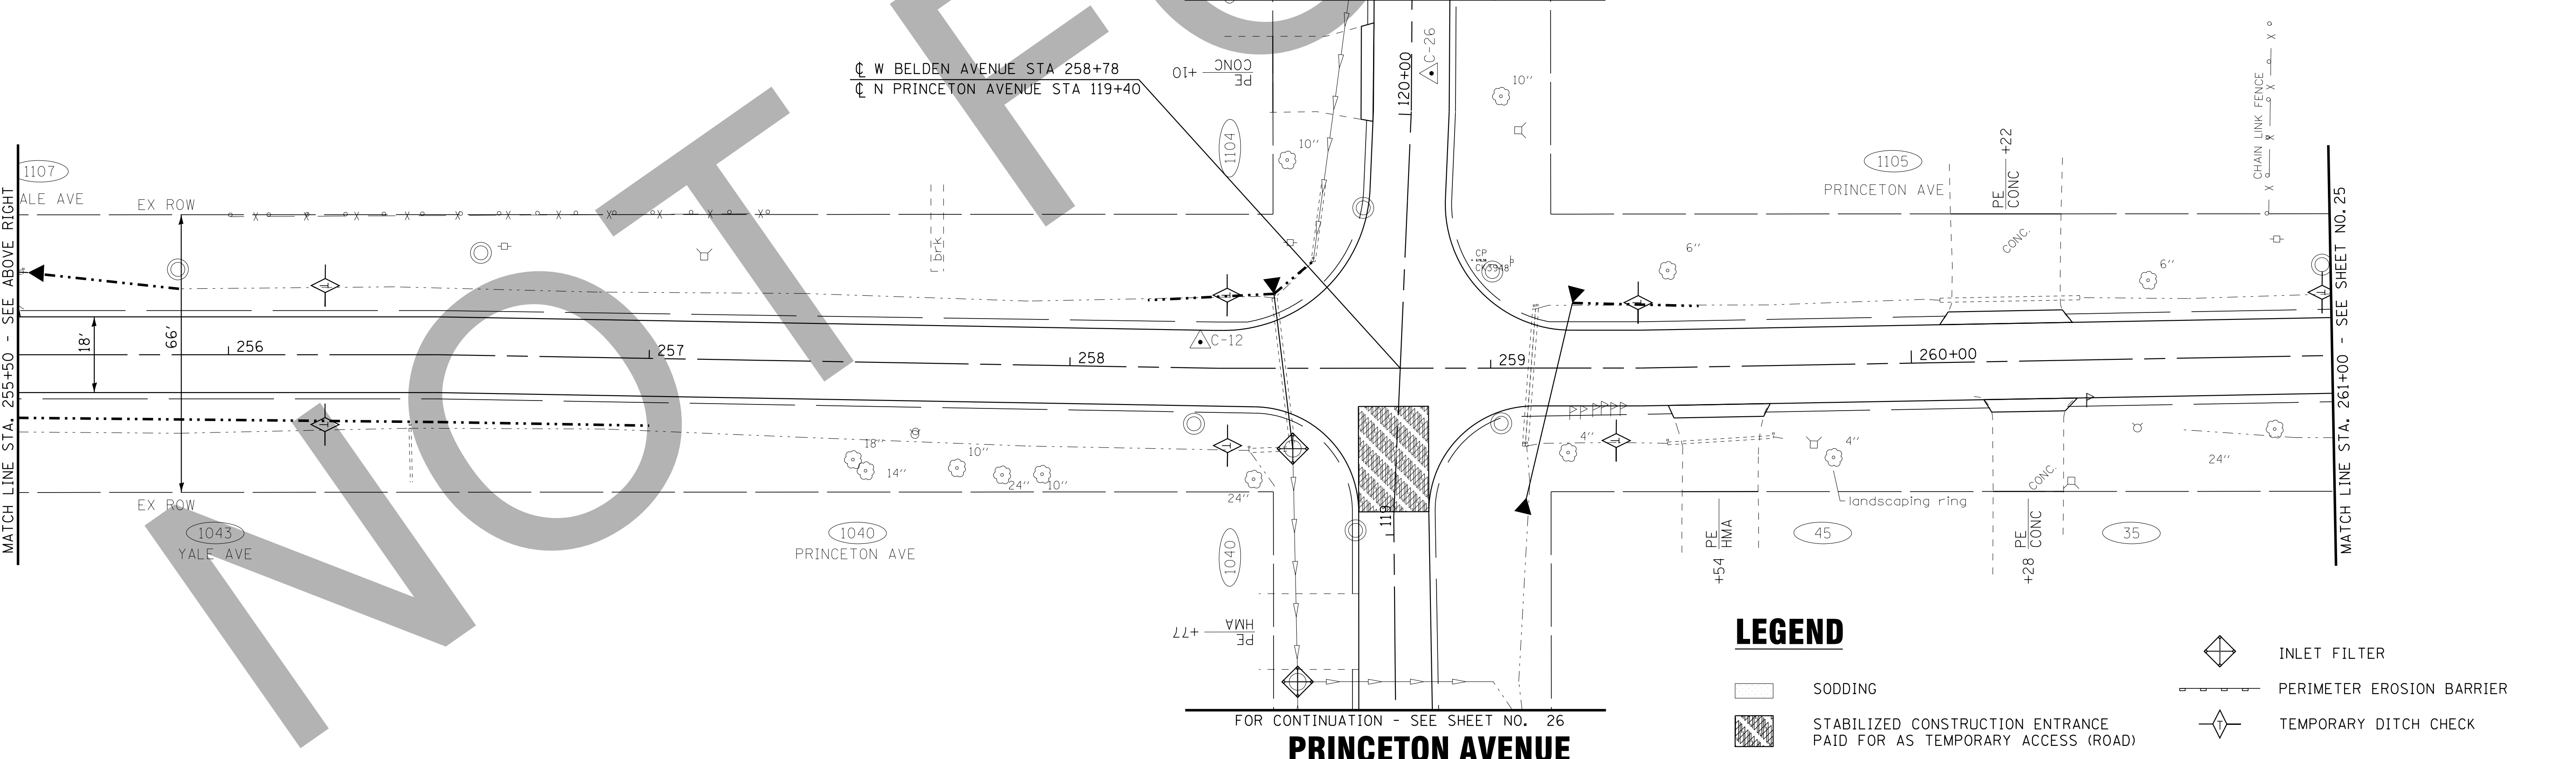 NOT FO
℄ W BELDEN AVENUE STA 258+78
℄ N PRINCETON AVENUE STA 119+40
PE
CONC +10
120+00
C-26
10''
10''
1104
1107
ALE AVE
EX ROW
MATCH LINE STA. 255+50 - SEE ABOVE RIGHT
18'
66'
256
257
258
259
260+00
brk
C-12
CP
CK3948
6''
1105
PRINCETON AVE
PE
CONC +22
CONC.
6''
CHAIN LINK FENCE
MATCH LINE STA. 261+00 - SEE SHEET NO. 25
EX ROW
1043
YALE AVE
18''
14''
10''
24''
10''
24''
1040
PRINCETON AVE
1040
119
4''
4''
landscaping ring
24''
CONC.
+54 PE
HMA
45
+28 PE
CONC
35
PE
HMA +77
FOR CONTINUATION - SEE SHEET NO. 26
PRINCETON AVENUE
LEGEND
SODDING
STABILIZED CONSTRUCTION ENTRANCE
PAID FOR AS TEMPORARY ACCESS (ROAD)
INLET FILTER
PERIMETER EROSION BARRIER
T TEMPORARY DITCH CHECK